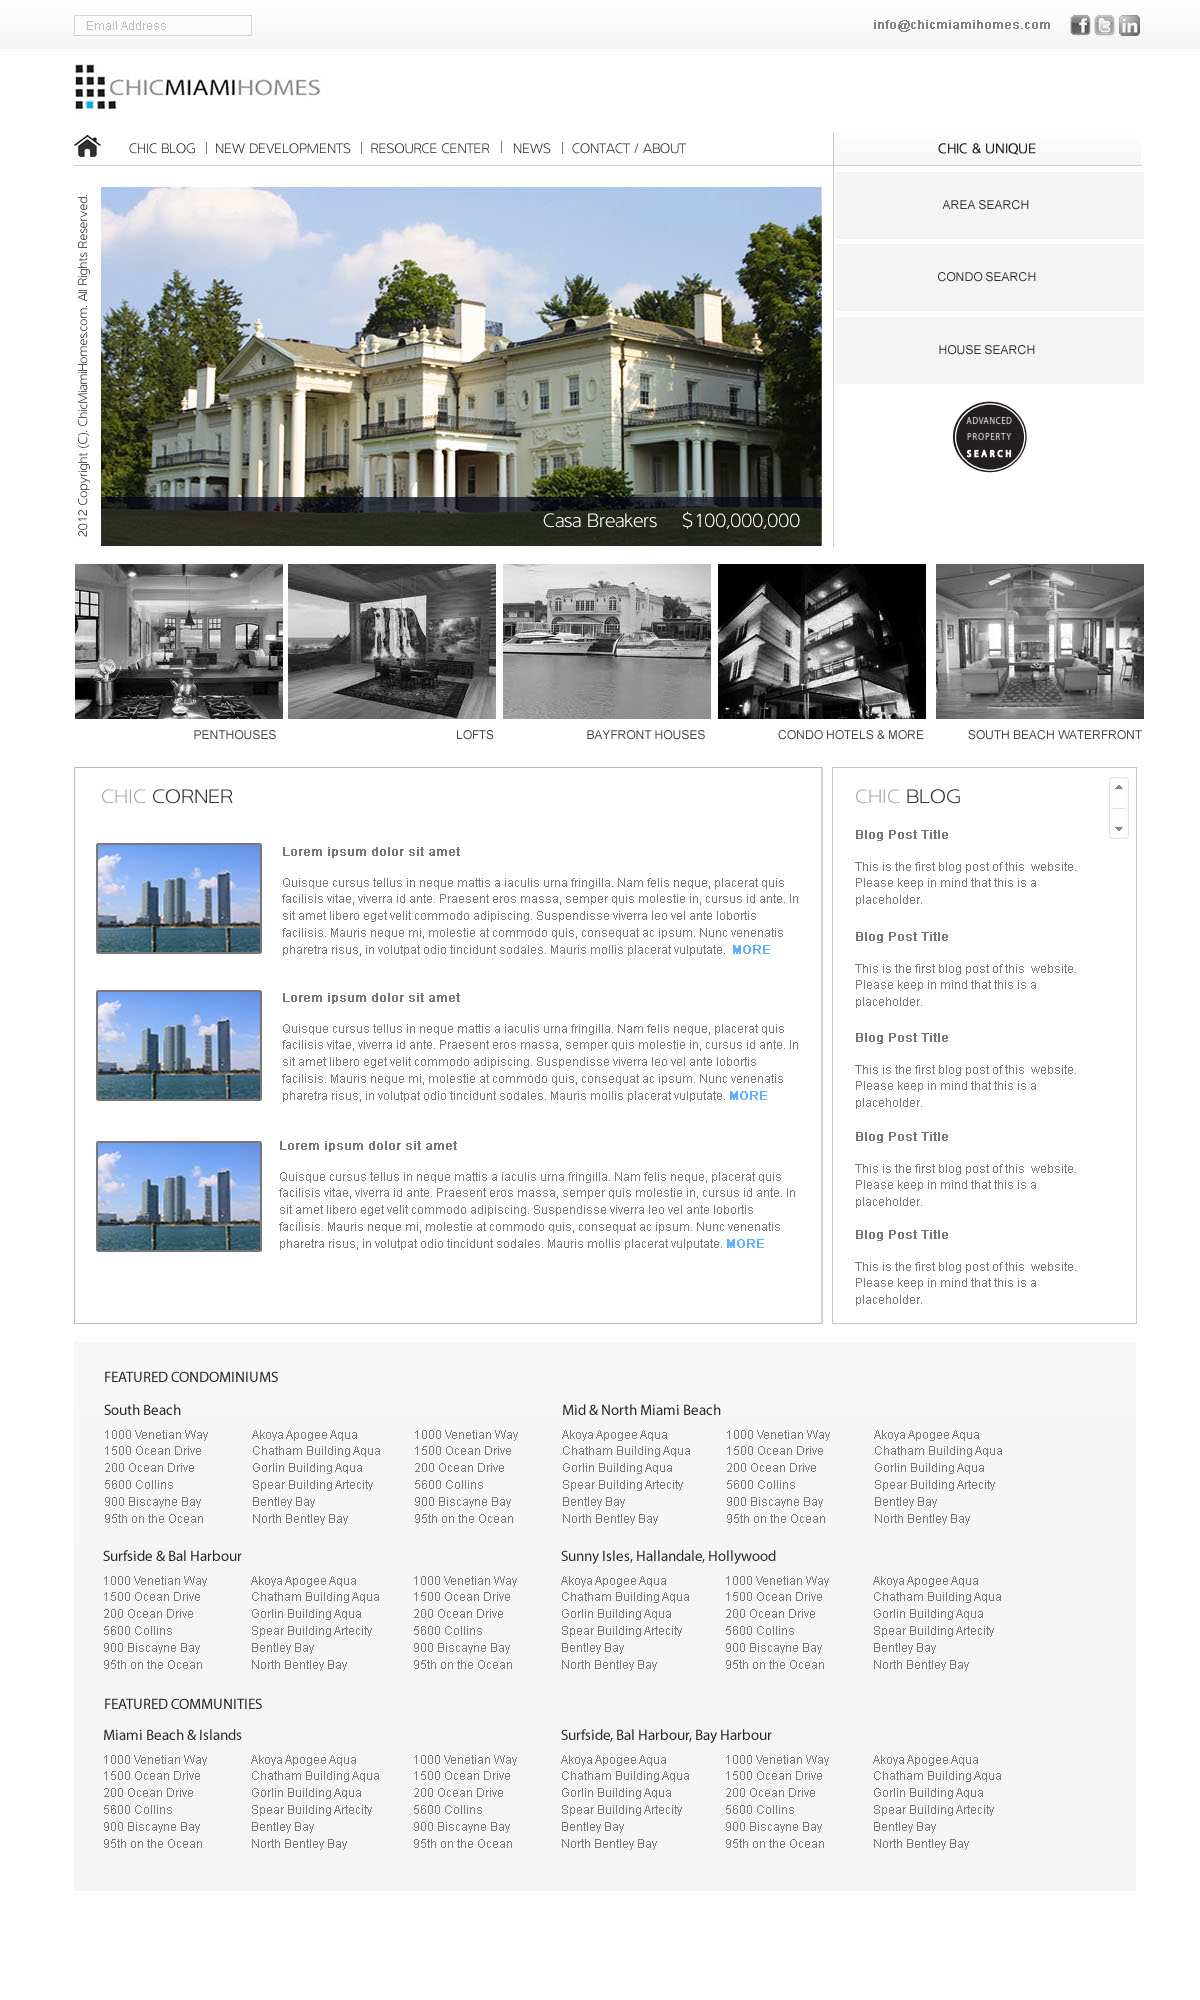 Email Address
info@chicmiamihomes.com
CHICMIAMIHOMES
CHIC BLOG | NEW DEVELOPMENTS | RESOURCE CENTER | NEWS | CONTACT / ABOUT
CHIC & UNIQUE
AREA SEARCH
CONDO SEARCH
HOUSE SEARCH
ADVANCED
PROPERTY
SEARCH
2012 Copyright (C). ChicMiamiHomes.com. All Rights Reserved.
Casa Breakers $100,000,000
PENTHOUSES
LOFTS
BAYFRONT HOUSES
CONDO HOTELS & MORE
SOUTH BEACH WATERFRONT
CHIC CORNER
Lorem ipsum dolor sit amet
Quisque cursus tellus in neque mattis a iaculis urna fringilla. Nam felis neque, placerat quis
facilisis vitae, viverra id ante. Praesent eros massa, semper quis molestie in, cursus id ante. In
sit amet libero eget velit commodo adipiscing. Suspendisse viverra leo vel ante lobortis
facilisis. Mauris neque mi, molestie at commodo quis, consequat ac ipsum. Nunc venenatis
pharetra risus, in volutpat odio tincidunt sodales. Mauris mollis placerat vulputate. MORE
Lorem ipsum dolor sit amet
Quisque cursus tellus in neque mattis a iaculis urna fringilla. Nam felis neque, placerat quis
facilisis vitae, viverra id ante. Praesent eros massa, semper quis molestie in, cursus id ante. In
sit amet libero eget velit commodo adipiscing. Suspendisse viverra leo vel ante lobortis
facilisis. Mauris neque mi, molestie at commodo quis, consequat ac ipsum. Nunc venenatis
pharetra risus, in volutpat odio tincidunt sodales. Mauris mollis placerat vulputate. MORE
Lorem ipsum dolor sit amet
Quisque cursus tellus in neque mattis a iaculis urna fringilla. Nam felis neque, placerat quis
facilisis vitae, viverra id ante. Praesent eros massa, semper quis molestie in, cursus id ante. In
sit amet libero eget velit commodo adipiscing. Suspendisse viverra leo vel ante lobortis
facilisis. Mauris neque mi, molestie at commodo quis, consequat ac ipsum. Nunc venenatis
pharetra risus, in volutpat odio tincidunt sodales. Mauris mollis placerat vulputate. MORE
CHIC BLOG
Blog Post Title
This is the first blog post of this website.
Please keep in mind that this is a
placeholder.
Blog Post Title
This is the first blog post of this website.
Please keep in mind that this is a
placeholder.
Blog Post Title
This is the first blog post of this website.
Please keep in mind that this is a
placeholder.
Blog Post Title
This is the first blog post of this website.
Please keep in mind that this is a
placeholder.
Blog Post Title
This is the first blog post of this website.
Please keep in mind that this is a
placeholder.
FEATURED CONDOMINIUMS
South Beach Mid & North Miami Beach
1000 Venetian Way Akoya Apogee Aqua 1000 Venetian Way Akoya Apogee Aqua 1000 Venetian Way Akoya Apogee Aqua
1500 Ocean Drive Chatham Building Aqua 1500 Ocean Drive Chatham Building Aqua 1500 Ocean Drive Chatham Building Aqua
200 Ocean Drive Gorlin Building Aqua 200 Ocean Drive Gorlin Building Aqua 200 Ocean Drive Gorlin Building Aqua
5600 Collins Spear Building Artecity 5600 Collins Spear Building Artecity 5600 Collins Spear Building Artecity
900 Biscayne Bay Bentley Bay 900 Biscayne Bay Bentley Bay 900 Biscayne Bay Bentley Bay
95th on the Ocean North Bentley Bay 95th on the Ocean North Bentley Bay 95th on the Ocean North Bentley Bay
Surfside & Bal Harbour Sunny Isles, Hallandale, Hollywood
1000 Venetian Way Akoya Apogee Aqua 1000 Venetian Way Akoya Apogee Aqua 1000 Venetian Way Akoya Apogee Aqua
1500 Ocean Drive Chatham Building Aqua 1500 Ocean Drive Chatham Building Aqua 1500 Ocean Drive Chatham Building Aqua
200 Ocean Drive Gorlin Building Aqua 200 Ocean Drive Gorlin Building Aqua 200 Ocean Drive Gorlin Building Aqua
5600 Collins Spear Building Artecity 5600 Collins Spear Building Artecity 5600 Collins Spear Building Artecity
900 Biscayne Bay Bentley Bay 900 Biscayne Bay Bentley Bay 900 Biscayne Bay Bentley Bay
95th on the Ocean North Bentley Bay 95th on the Ocean North Bentley Bay 95th on the Ocean North Bentley Bay
FEATURED COMMUNITIES
Miami Beach & Islands Surfside, Bal Harbour, Bay Harbour
1000 Venetian Way Akoya Apogee Aqua 1000 Venetian Way Akoya Apogee Aqua 1000 Venetian Way Akoya Apogee Aqua
1500 Ocean Drive Chatham Building Aqua 1500 Ocean Drive Chatham Building Aqua 1500 Ocean Drive Chatham Building Aqua
200 Ocean Drive Gorlin Building Aqua 200 Ocean Drive Gorlin Building Aqua 200 Ocean Drive Gorlin Building Aqua
5600 Collins Spear Building Artecity 5600 Collins Spear Building Artecity 5600 Collins Spear Building Artecity
900 Biscayne Bay Bentley Bay 900 Biscayne Bay Bentley Bay 900 Biscayne Bay Bentley Bay
95th on the Ocean North Bentley Bay 95th on the Ocean North Bentley Bay 95th on the Ocean North Bentley Bay